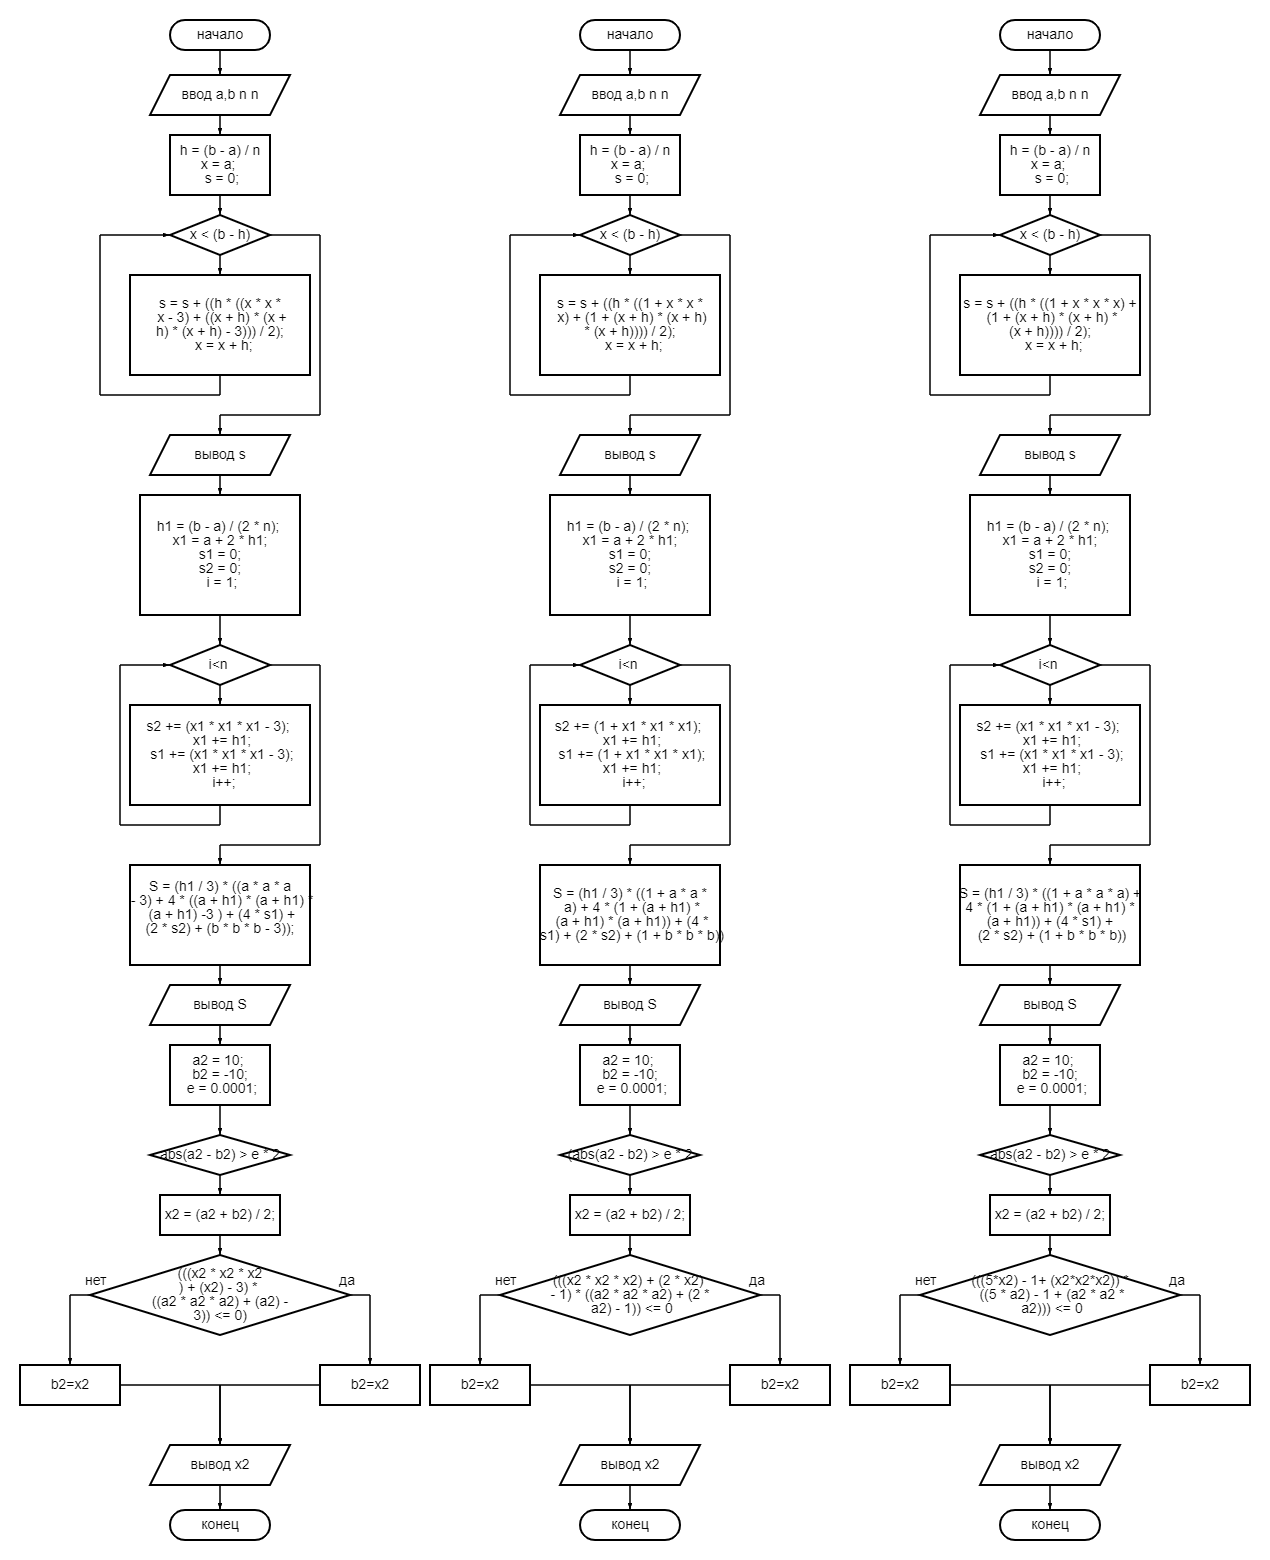 начало
ввод a,b n n
h = (b - a) / n
x = a;
s = 0;
x < (b - h)
s = s + ((h * ((x * x *
x - 3) + ((x + h) * (x +
h) * (x + h) - 3))) / 2);
x = x + h;
вывод s
h1 = (b - a) / (2 * n);
x1 = a + 2 * h1;
s1 = 0;
s2 = 0;
i = 1;
i<n
s2 += (x1 * x1 * x1 - 3);
x1 += h1;
s1 += (x1 * x1 * x1 - 3);
x1 += h1;
i++;
S = (h1 / 3) * ((a * a * a
- 3) + 4 * ((a + h1) * (a + h1) *
(a + h1) -3 ) + (4 * s1) +
(2 * s2) + (b * b * b - 3));
вывод S
a2 = 10;
b2 = -10;
e = 0.0001;
abs(a2 - b2) > e * 2
x2 = (a2 + b2) / 2;
нет
да
(((x2 * x2 * x2
) + (x2) - 3) *
((a2 * a2 * a2) + (a2) -
3)) <= 0)
b2=x2
b2=x2
вывод x2
конец
начало
ввод a,b n n
h = (b - a) / n
x = a;
s = 0;
x < (b - h)
s = s + ((h * ((1 + x * x *
x) + (1 + (x + h) * (x + h)
* (x + h)))) / 2);
x = x + h;
вывод s
h1 = (b - a) / (2 * n);
x1 = a + 2 * h1;
s1 = 0;
s2 = 0;
i = 1;
i<n
s2 += (1 + x1 * x1 * x1);
x1 += h1;
s1 += (1 + x1 * x1 * x1);
x1 += h1;
i++;
S = (h1 / 3) * ((1 + a * a *
a) + 4 * (1 + (a + h1) *
(a + h1) * (a + h1)) + (4 *
s1) + (2 * s2) + (1 + b * b * b))
вывод S
a2 = 10;
b2 = -10;
e = 0.0001;
(abs(a2 - b2) > e * 2
x2 = (a2 + b2) / 2;
нет
да
(((x2 * x2 * x2) + (2 * x2)
- 1) * ((a2 * a2 * a2) + (2 *
a2) - 1)) <= 0
b2=x2
b2=x2
вывод x2
конец
начало
ввод a,b n n
h = (b - a) / n
x = a;
s = 0;
x < (b - h)
s = s + ((h * ((1 + x * x * x) +
(1 + (x + h) * (x + h) *
(x + h)))) / 2);
x = x + h;
вывод s
h1 = (b - a) / (2 * n);
x1 = a + 2 * h1;
s1 = 0;
s2 = 0;
i = 1;
i<n
s2 += (x1 * x1 * x1 - 3);
x1 += h1;
s1 += (x1 * x1 * x1 - 3);
x1 += h1;
i++;
S = (h1 / 3) * ((1 + a * a * a) +
4 * (1 + (a + h1) * (a + h1) *
(a + h1)) + (4 * s1) +
(2 * s2) + (1 + b * b * b))
вывод S
a2 = 10;
b2 = -10;
e = 0.0001;
abs(a2 - b2) > e * 2
x2 = (a2 + b2) / 2;
нет
да
(((5*x2) - 1+ (x2*x2*x2)) *
((5 * a2) - 1 + (a2 * a2 *
a2))) <= 0
b2=x2
b2=x2
вывод x2
конец